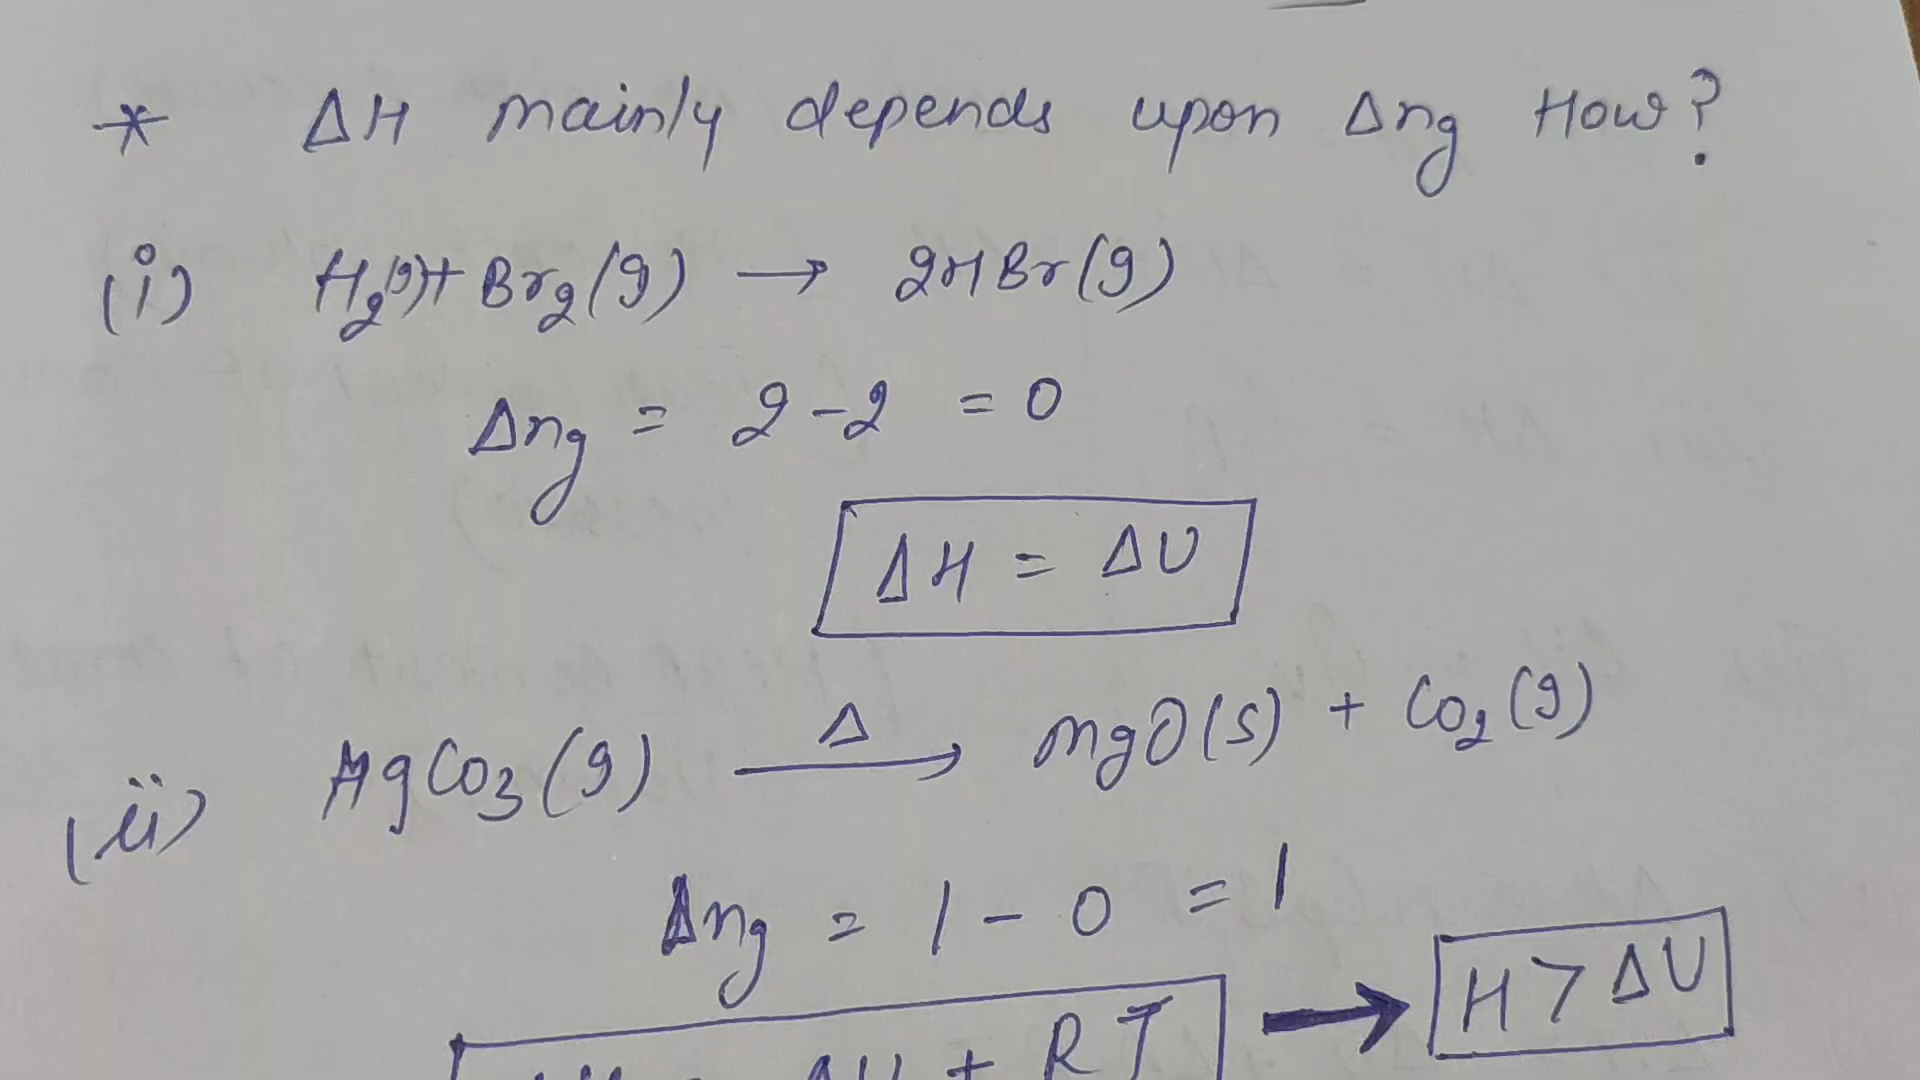 * ΔH mainly depends upon Δng How?
(i) H2(g)+ Br2(g) → 2HBr(g)
Δng = 2-2 = 0
ΔH = ΔU
(ii) MgCO3(g) Δ→ MgO(s) + CO2(g)
Δng = 1 - 0 = 1
ΔU + RT → H > ΔU